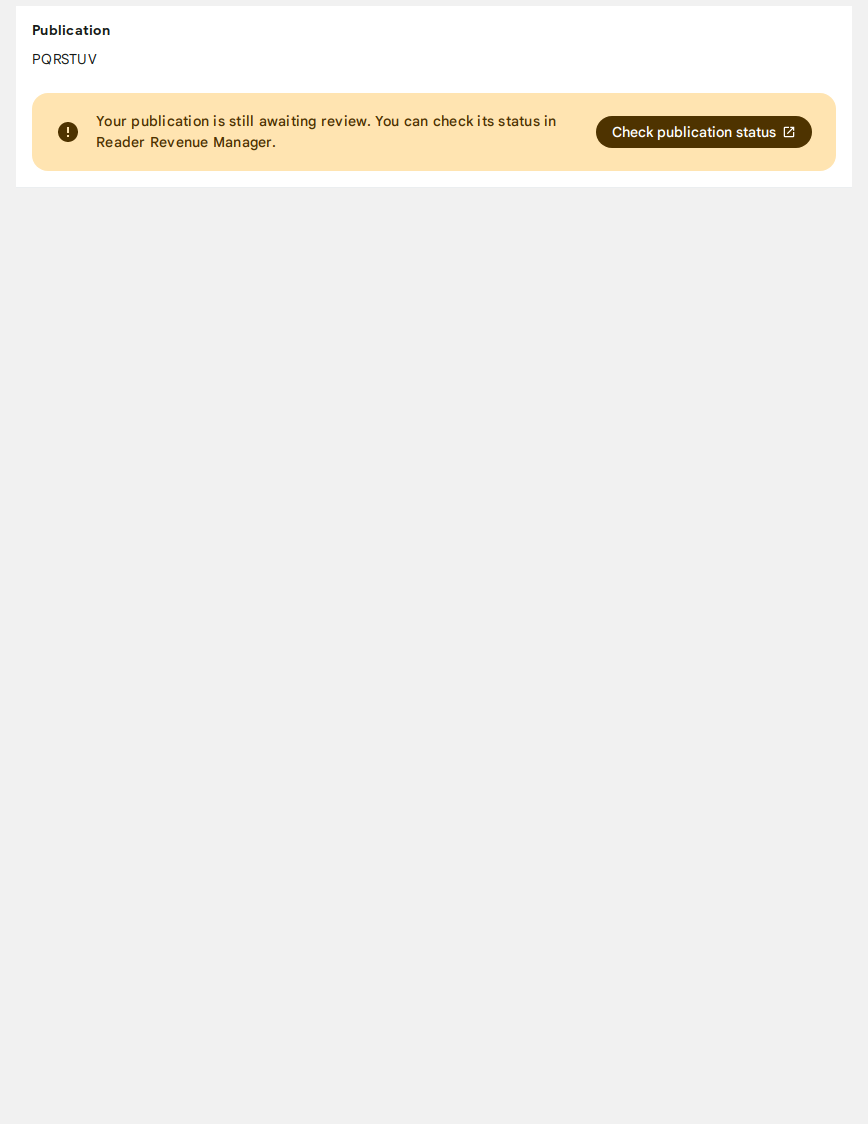 Publication
PQRSTUV
Your publication is still awaiting review. You can check its status in
Reader Revenue Manager.
Check publication status